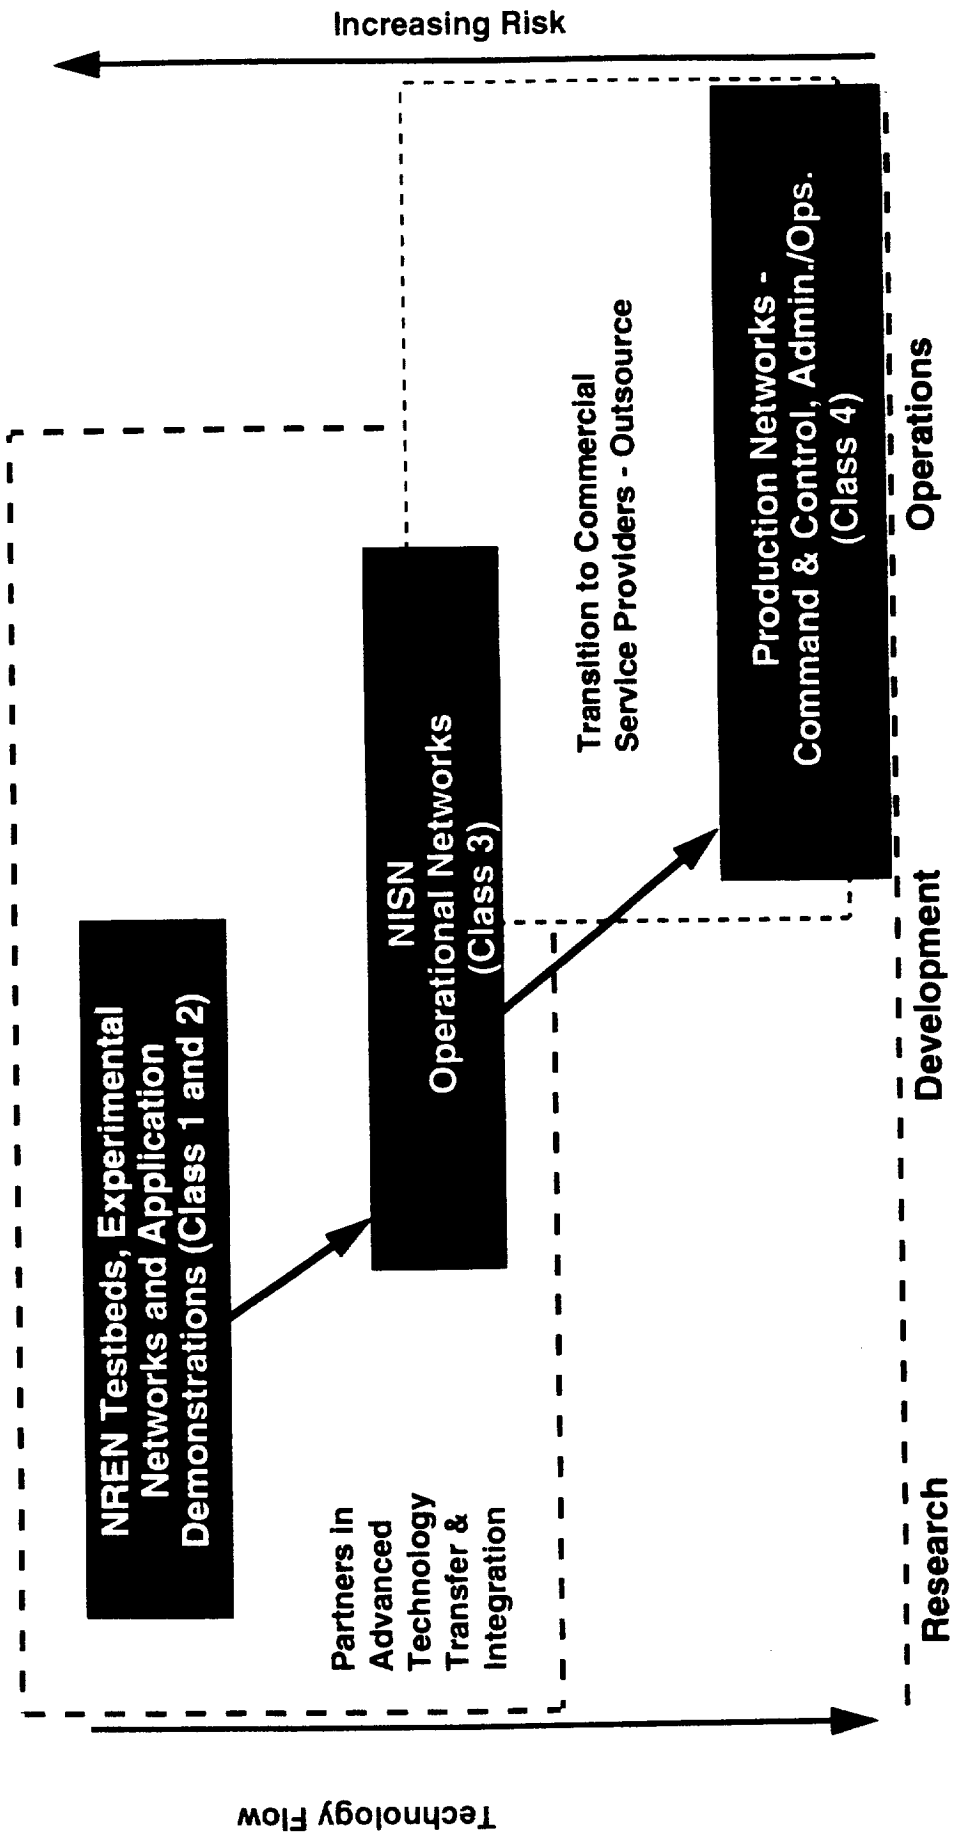 Technology Flow
NREN Testbeds, Experimental
Networks and Application
Demonstrations (Class 1 and 2)
Partners in
Advanced
Technology
Transfer &
Integration
NISN
Operational Networks
(Class 3)
Transition to Commercial
Service Providers - Outsource
Production Networks -
Command & Control, Admin./Ops.
(Class 4)
Increasing Risk
Research
Development
Operations